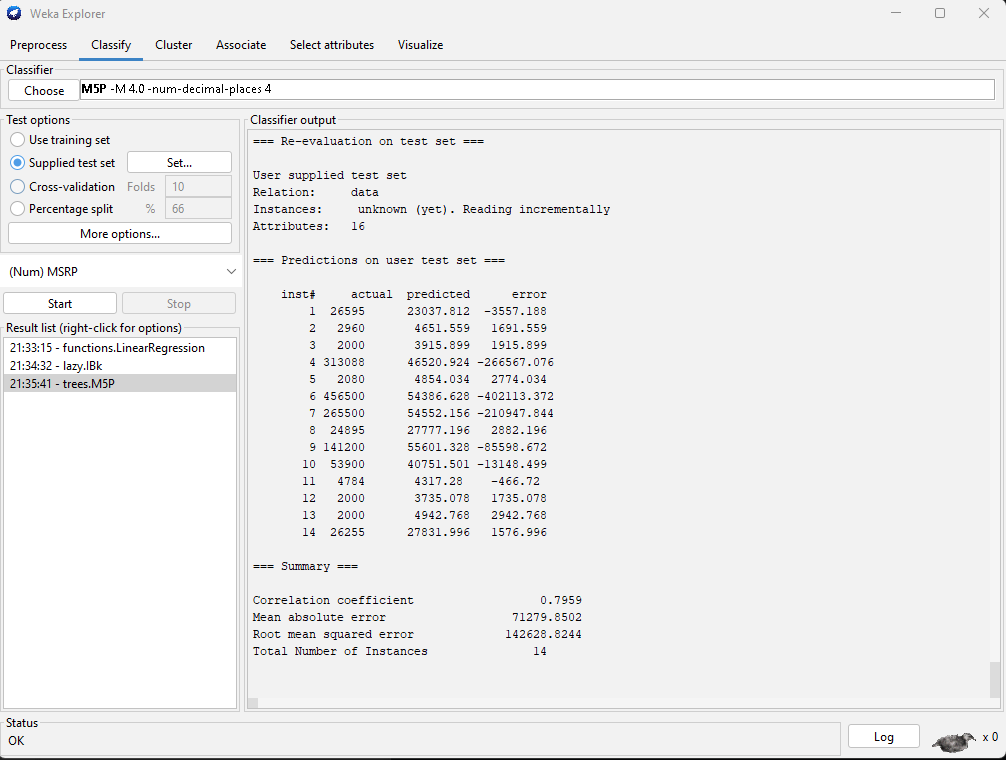 Weka Explorer
Preprocess Classify Cluster Associate Select attributes Visualize
Classifier
Choose M5P -M 4.0 -num-decimal-places 4
Test options
Use training set
Supplied test set Set...
Cross-validation Folds 10
Percentage split % 66
More options...
(Num) MSRP
Start Stop
Result list (right-click for options)
21:33:15 - functions.LinearRegression
21:34:32 - lazy.IBk
21:35:41 - trees.M5P
Classifier output
=== Re-evaluation on test set ===
User supplied test set
Relation: data
Instances: unknown (yet). Reading incrementally
Attributes: 16
=== Predictions on user test set ===
inst# actual predicted error
1 26595 23037.812 -3557.188
2 2960 4651.559 1691.559
3 2000 3915.899 1915.899
4 313088 46520.924 -266567.076
5 2080 4854.034 2774.034
6 456500 54386.628 -402113.372
7 265500 54552.156 -210947.844
8 24895 27777.196 2882.196
9 141200 55601.328 -85598.672
10 53900 40751.501 -13148.499
11 4784 4317.28 -466.72
12 2000 3735.078 1735.078
13 2000 4942.768 2942.768
14 26255 27831.996 1576.996
=== Summary ===
Correlation coefficient 0.7959
Mean absolute error 71279.8502
Root mean squared error 142628.8244
Total Number of Instances 14
Status
OK
Log x 0